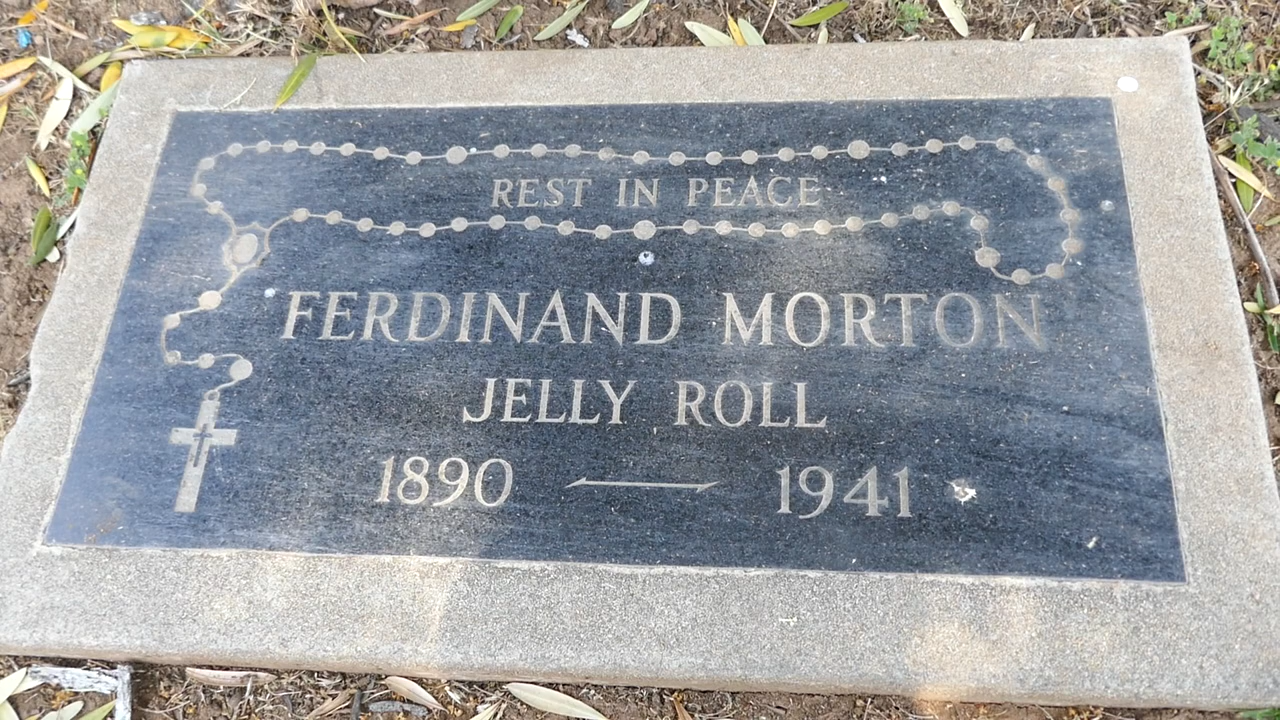 REST IN PEACE
FERDINAND MORTON
JELLY ROLL
1890 — 1941